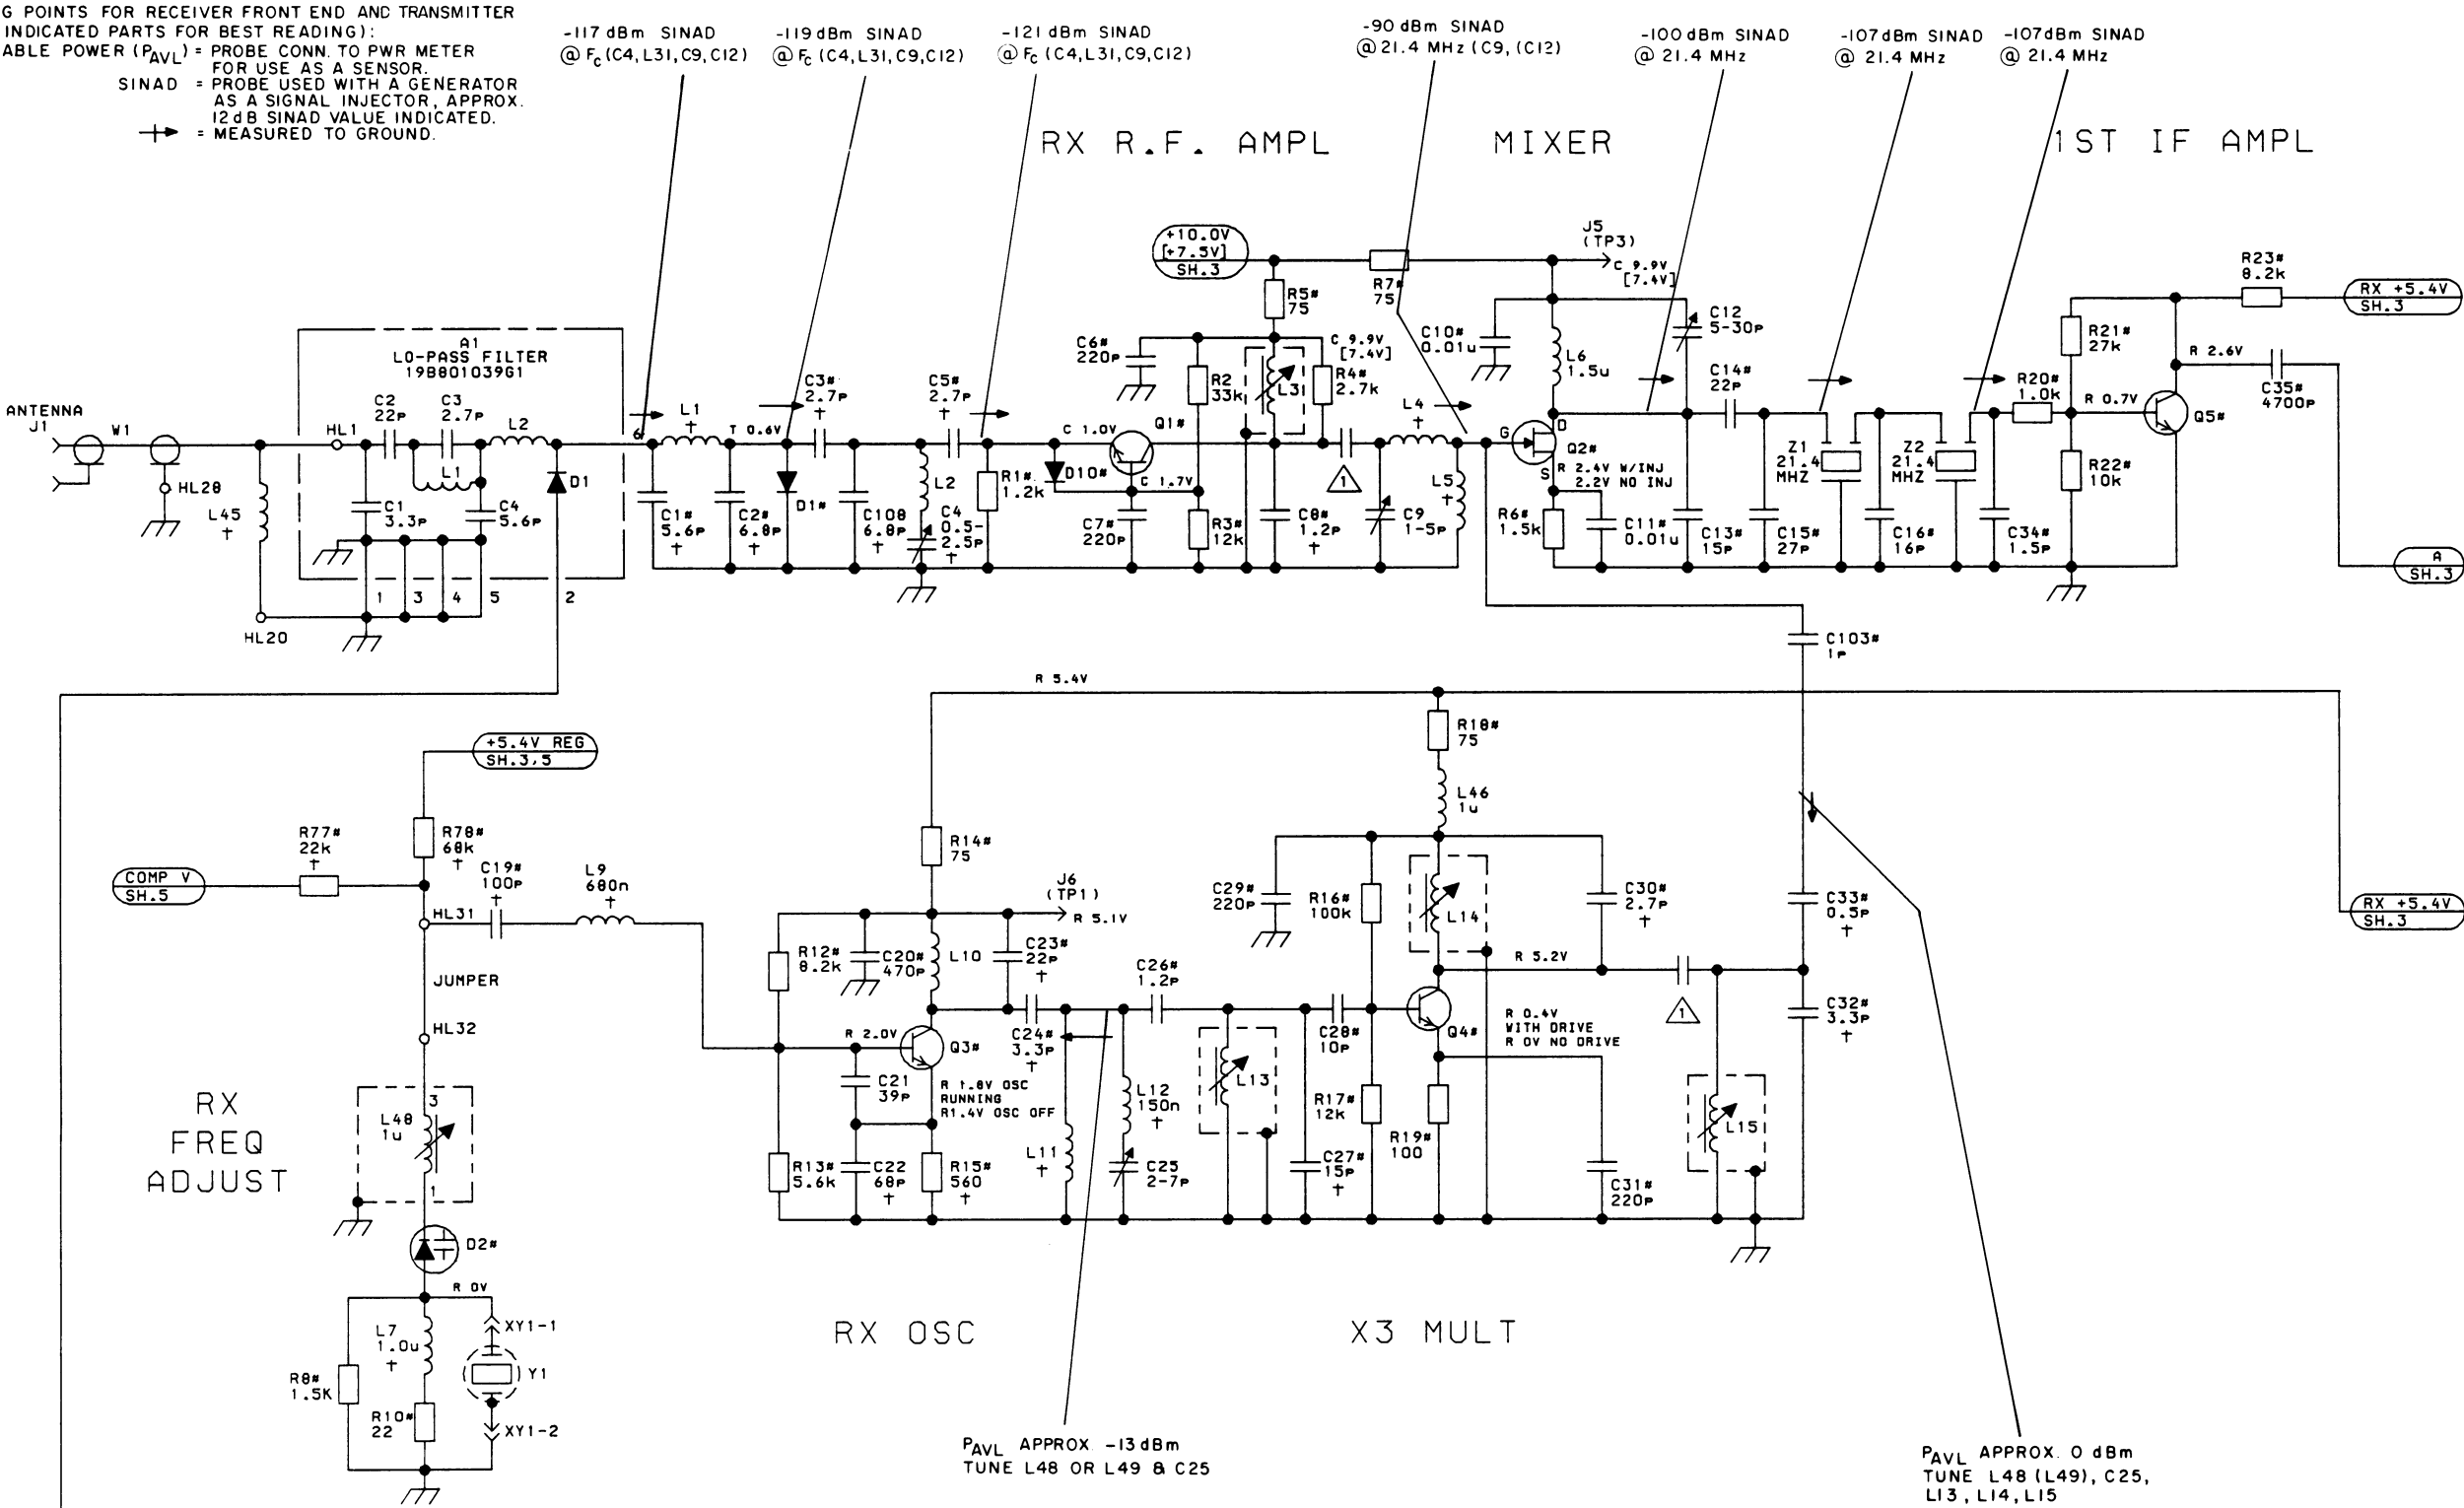 G POINTS FOR RECEIVER FRONT END AND TRANSMITTER
INDICATED PARTS FOR BEST READING):
ABLE POWER (PAVL) = PROBE CONN. TO PWR METER
FOR USE AS A SENSOR.
SINAD = PROBE USED WITH A GENERATOR
AS A SIGNAL INJECTOR, APPROX.
12dB SINAD VALUE INDICATED.
= MEASURED TO GROUND.
-117 dBm SINAD
@ FC (C4, L31, C9, C12)
-119 dBm SINAD
@ FC (C4, L31, C9, C12)
-121 dBm SINAD
@ FC (C4, L31, C9, C12)
-90 dBm SINAD
@ 21.4 MHz (C9, (C12)
-100 dBm SINAD
@ 21.4 MHz
-107dBm SINAD
@ 21.4 MHz
-107dBm SINAD
@ 21.4 MHz
RX R.F. AMPL
MIXER
1ST IF AMPL
+10.0V
[+7.5V]
SH.3
J5
(TP3)
C 9.9V
[7.4V]
R7#
75
R5#
75
R23#
8.2k
RX +5.4V
SH.3
A1
LO-PASS FILTER
19B801039G1
C6#
220p
C 9.9V
[7.4V]
C10#
0.01u
L6
1.5u
C12
5-30p
R21#
27k
R 2.6V
C35#
4700p
C2
22p
C3
2.7p
L2
L1
†
C3#
2.7p
†
C5#
2.7p
†
R2
33k
L31
R4#
2.7k
L4
†
C14#
22p
R20#
1.0k
R 0.7V
Q5#
ANTENNA
J1
W1
HL1
6
T 0.6V
C 1.0V
Q1#
G
D
Q2#
S
R 2.4V W/INJ
2.2V NO INJ
Z1
21.4
MHZ
Z2
21.4
MHZ
R22#
10k
HL28
L45
†
C1
3.3p
L1
C4
5.6p
D1
C1#
5.6p
†
C2#
6.8p
†
D1#
C108
6.8p
†
L2
C4
0.5-
2.5p
†
R1#
1.2k
D10#
C 1.7V
C7#
220p
R3#
12k
C8#
1.2p
†
1
C9
1-5p
L5
†
R6#
1.5k
C11#
0.01u
C13#
15p
C15#
27p
C16#
16p
C34#
1.5p
A
SH.3
1
3
4
5
2
HL20
C103#
1p
R 5.4V
+5.4V REG
SH.3,5
R18#
75
L46
1u
R77#
22k
†
R78#
68k
†
COMP V
SH.5
C19#
100p
†
L9
680n
†
HL31
R14#
75
J6
(TP1)
R 5.1V
C29#
220p
R16#
100k
L14
C30#
2.7p
†
C33#
0.5p
†
RX +5.4V
SH.3
JUMPER
R12#
8.2k
C20#
470p
L10
C23#
22p
†
C26#
1.2p
†
R 5.2V
HL32
R 2.0V
Q3#
C24#
3.3p
†
C28#
10p
Q4#
R 0.4V
WITH DRIVE
R 0V NO DRIVE
1
C32#
3.3p
†
C21
39p
R 1.8V OSC
RUNNING
R1.4V OSC OFF
L12
150n
†
L13
R17#
12k
L15
RX
FREQ
ADJUST
3
L48
1u
1
R13#
5.6k
C22
68p
†
R15#
560
†
L11
†
C25
2-7p
C27#
15p
†
R19#
100
C31#
220p
D2#
R 0V
L7
1.0u
†
XY1-1
Y1
R8#
1.5K
R10#
22
XY1-2
RX OSC
X3 MULT
PAVL APPROX. -13 dBm
TUNE L48 OR L49 & C25
PAVL APPROX. 0 dBm
TUNE L48 (L49), C25,
L13, L14, L15